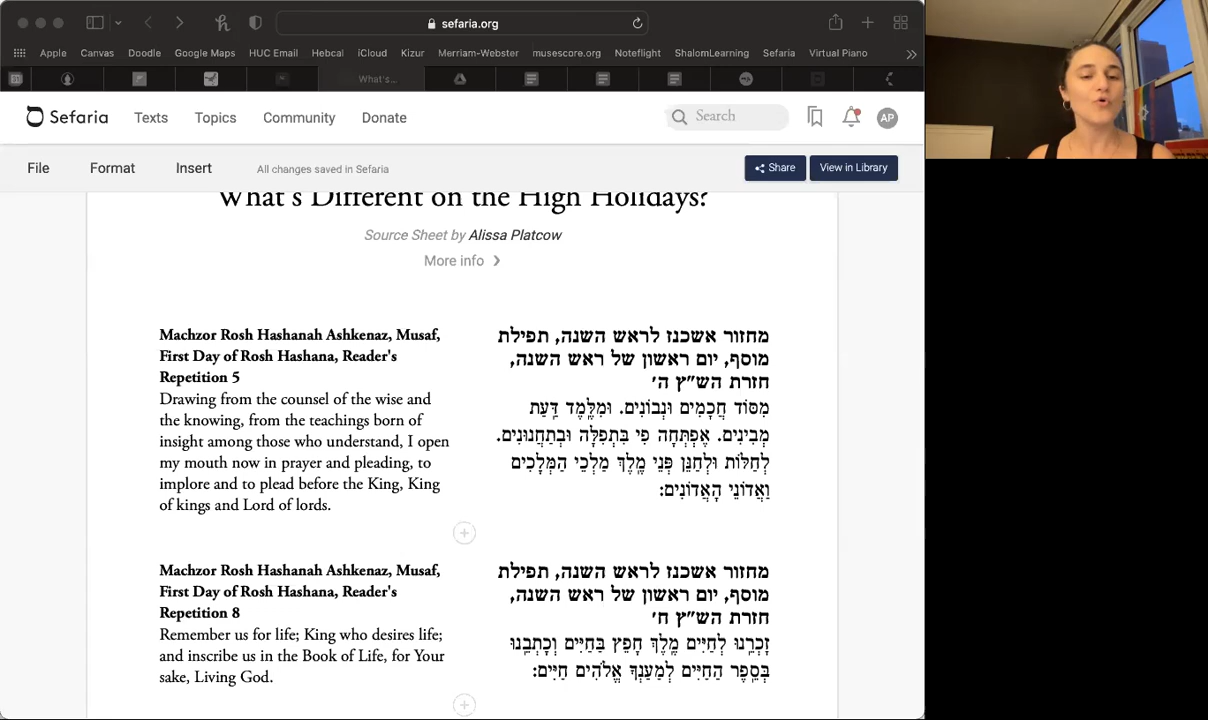 sefaria.org
Apple Canvas Doodle Google Maps HUC Email Hebcal iCloud Kizur Merriam-Webster musescore.org Noteflight ShalomLearning Sefaria Virtual Piano
What's...
Sefaria Texts Topics Community Donate Search AP
File Format Insert All changes saved in Sefaria Share View in Library
What's Different on the High Holidays?
Source Sheet by Alissa Platcow
More info
Machzor Rosh Hashanah Ashkenaz, Musaf,
First Day of Rosh Hashana, Reader's
Repetition 5
Drawing from the counsel of the wise and
the knowing, from the teachings born of
insight among those who understand, I open
my mouth now in prayer and pleading, to
implore and to plead before the King, King
of kings and Lord of lords.
מחזור אשכנז לראש השנה, תפילת
מוסף, יום ראשון של ראש השנה,
חזרת הש״ץ ה׳
מִסּוֹד חֲכָמִים וּנְבוֹנִים. וּמִלֶּֽמֶד דַּֽעַת
מְבִינִים. אֶפְתְּחָה פִּי בִּתְפִלָּה וּבְתַחֲנוּנִים.
לְחַלּוֹת וּלְחַנֵּן פְּנֵי מֶֽלֶךְ מַלְכֵי הַמְּלָכִים
וַאֲדוֹנֵי הָאֲדוֹנִים:
Machzor Rosh Hashanah Ashkenaz, Musaf,
First Day of Rosh Hashana, Reader's
Repetition 8
Remember us for life; King who desires life;
and inscribe us in the Book of Life, for Your
sake, Living God.
מחזור אשכנז לראש השנה, תפילת
מוסף, יום ראשון של ראש השנה,
חזרת הש״ץ ח׳
זָכְרֵֽנוּ לְחַיִּים מֶֽלֶךְ חָפֵץ בַּחַיִּים וְכָתְבֵֽנוּ
בְּסֵֽפֶר הַחַיִּים לְמַעַנְךָ אֱלֹהִים חַיִּים: